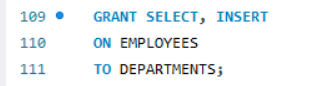 109 GRANT SELECT, INSERT
110 ON EMPLOYEES
111 TO DEPARTMENTS;